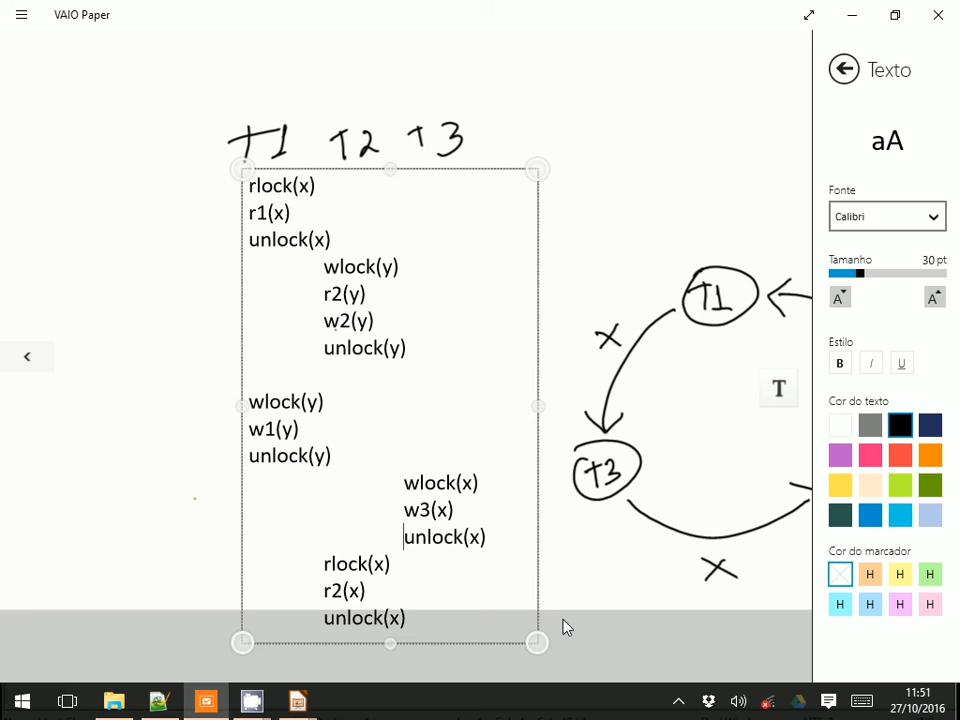 VAIO Paper
Texto
aA
T1 T2 T3
Fonte
rlock(x)
r1(x)
Calibri
unlock(x)
wlock(y)
Tamanho 30 pt
r2(y)
A A
w2(y)
T1
unlock(y)
x
Estilo
B I U
T
wlock(y)
Cor do texto
w1(y)
unlock(y)
T3
wlock(x)
w3(x)
unlock(x)
Cor do marcador
rlock(x)
x
H H H
r2(x)
H H H H
unlock(x)
11:51
27/10/2016